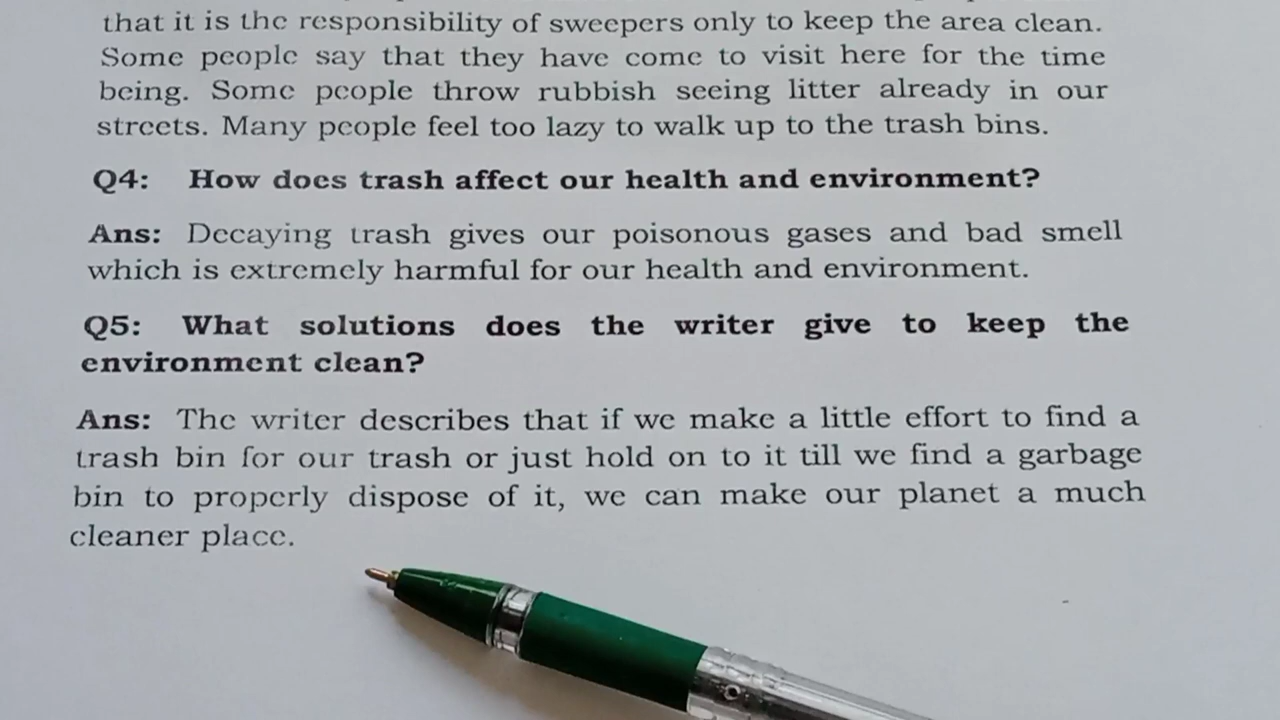 that it is the responsibility of sweepers only to keep the area clean.
Some people say that they have come to visit here for the time
being. Some people throw rubbish seeing litter already in our
streets. Many people feel too lazy to walk up to the trash bins.
Q4: How does trash affect our health and environment?
Ans: Decaying trash gives our poisonous gases and bad smell
which is extremely harmful for our health and environment.
Q5: What solutions does the writer give to keep the
environment clean?
Ans: The writer describes that if we make a little effort to find a
trash bin for our trash or just hold on to it till we find a garbage
bin to properly dispose of it, we can make our planet a much
cleaner place.